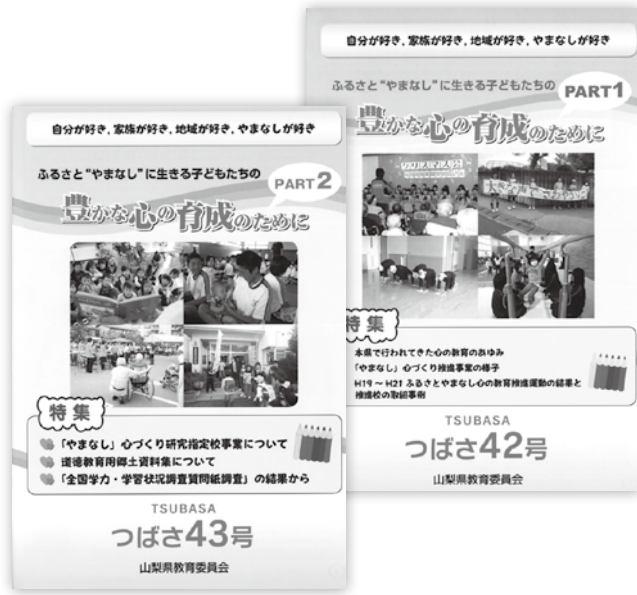 自分が好き，家族が好き，地域が好き，やまなしが好き
ふるさと“やまなし”に生きる子どもたちの
PART1
豊かな心の育成のために
特集
本県で行われてきた心の教育のあゆみ
「やまなし」心づくり推進事業の様子
H19～H21 ふるさとやまなし心の教育推進運動の結果と
推進校の取組事例
TSUBASA
つばさ42号
山梨県教育委員会
自分が好き，家族が好き，地域が好き，やまなしが好き
ふるさと“やまなし”に生きる子どもたちの
PART2
豊かな心の育成のために
特集
「やまなし」心づくり研究指定校事業について
道徳教育用郷土資料集について
「全国学力・学習状況調査質問紙調査」の結果から
TSUBASA
つばさ43号
山梨県教育委員会